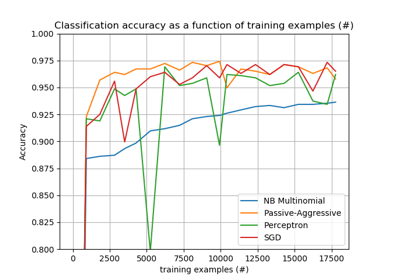 Classification accuracy as a function of training examples (#)
1.000
0.975
0.950
0.925
0.900
0.875
0.850
0.825
0.800
Accuracy
NB Multinomial
Passive-Aggressive
Perceptron
SGD
0 2500 5000 7500 10000 12500 15000 17500
training examples (#)